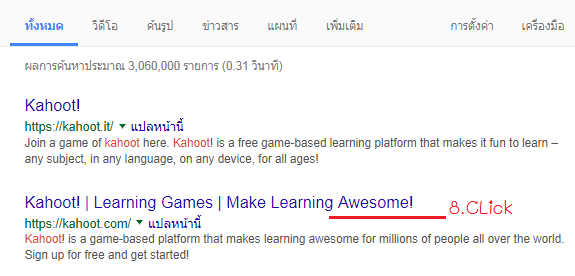 ทั้งหมด วิดีโอ ค้นรูป ข่าวสาร แผนที่ เพิ่มเติม การตั้งค่า เครื่องมือ
ผลการค้นหาประมาณ 3,060,000 รายการ (0.31 วินาที)
Kahoot!
https://kahoot.it/ ▼ แปลหน้านี้
Join a game of kahoot here. Kahoot! is a free game-based learning platform that makes it fun to learn –
any subject, in any language, on any device, for all ages!
Kahoot! | Learning Games | Make Learning Awesome!
8.CLick
https://kahoot.com/ ▼ แปลหน้านี้
Kahoot! is a game-based platform that makes learning awesome for millions of people all over the world.
Sign up for free and get started!